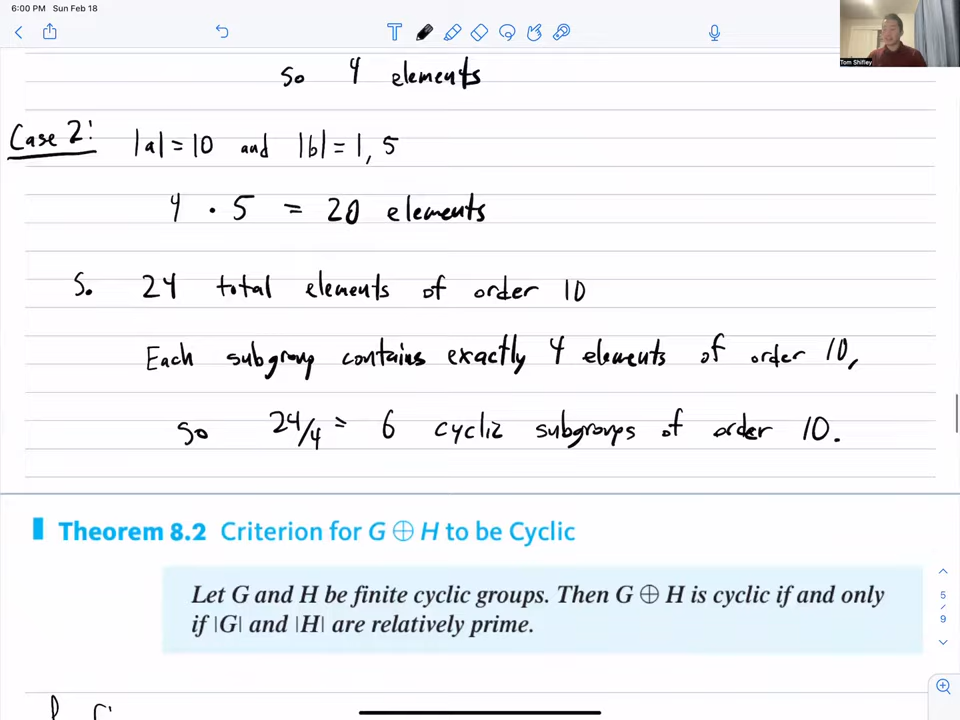 6:00 PM Sun Feb 18
Tom Shifley
So 4 elements
Case 2: |a| = 10 and |b| = 1, 5
4 · 5 = 20 elements
So 24 total elements of order 10
Each subgroup contains exactly 4 elements of order 10,
so 24/4 = 6 cyclic subgroups of order 10.
Theorem 8.2 Criterion for G ⊕ H to be Cyclic
Let G and H be finite cyclic groups. Then G ⊕ H is cyclic if and only
if |G| and |H| are relatively prime.
5
/
9